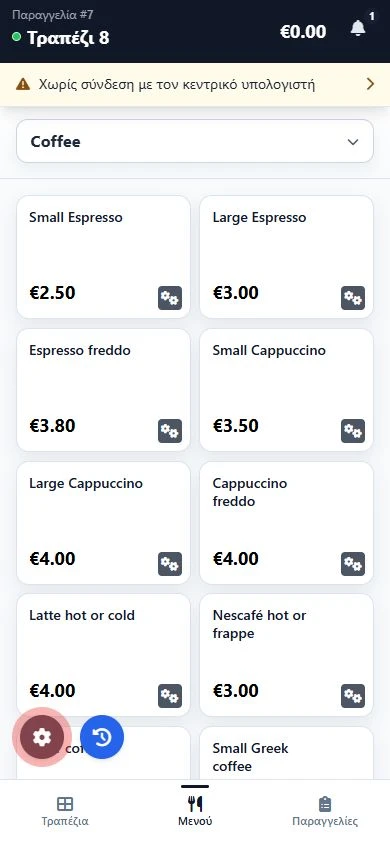 Παραγγελία #7
Τραπέζι 8
€0.00
1
Χωρίς σύνδεση με τον κεντρικό υπολογιστή
Coffee
Small Espresso
Large Espresso
€2.50
€3.00
Espresso freddo
Small Cappuccino
€3.80
€3.50
Large Cappuccino
Cappuccino
freddo
€4.00
€4.00
Latte hot or cold
Nescafé hot or
frappe
€4.00
€3.00
Small Greek
coffee
Τραπέζια
Μενού
Παραγγελίες